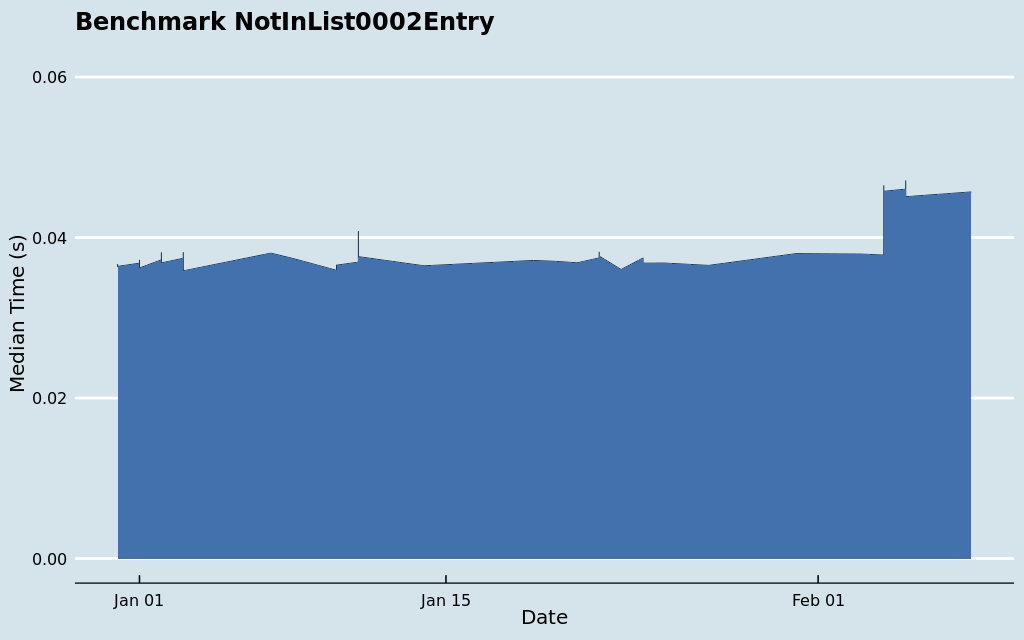 Benchmark NotInList0002Entry
0.06
0.04
0.02
0.00
Median Time (s)
Jan 01
Jan 15
Feb 01
Date